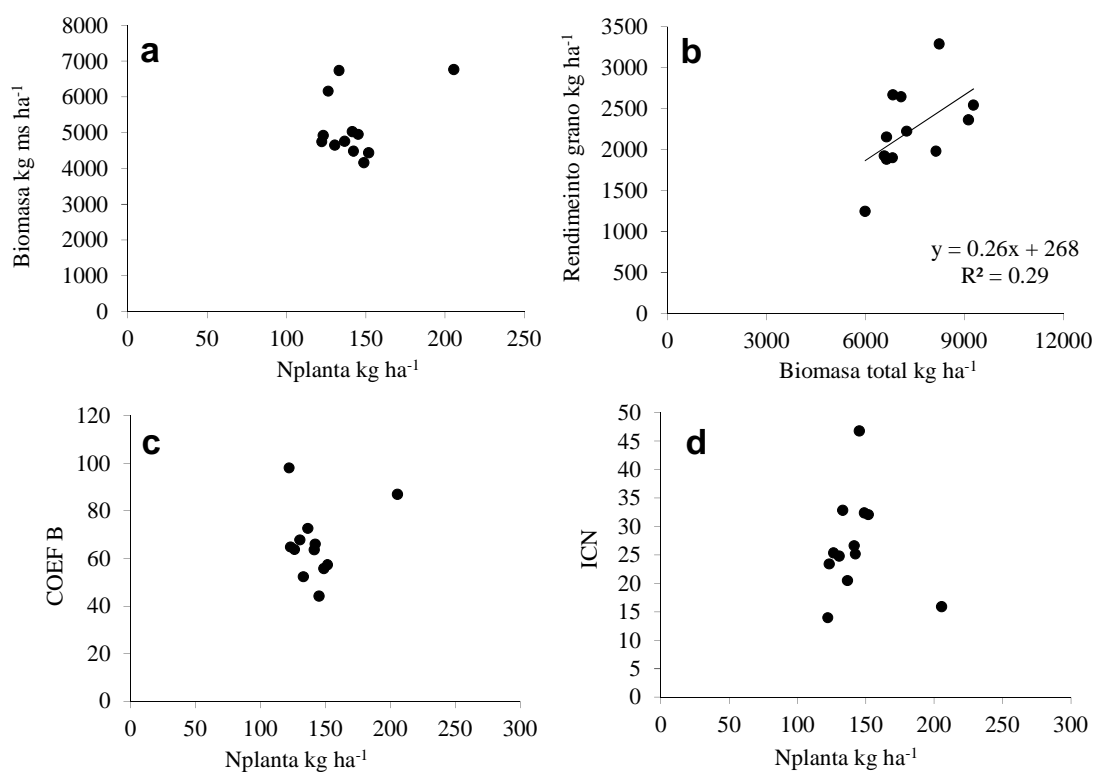 a
8000
7000
6000
5000
4000
3000
2000
1000
0
Biomasa kg ms ha⁻¹
0 50 100 150 200 250
Nplanta kg ha⁻¹
b
3500
3000
2500
2000
1500
1000
500
0
Rendimeinto grano kg ha⁻¹
y = 0.26x + 268
R² = 0.29
0 3000 6000 9000 12000
Biomasa total kg ha⁻¹
c
120
100
80
60
40
20
0
COEF B
0 50 100 150 200 250 300
Nplanta kg ha⁻¹
d
50
45
40
35
30
25
20
15
10
5
0
ICN
0 50 100 150 200 250 300
Nplanta kg ha⁻¹